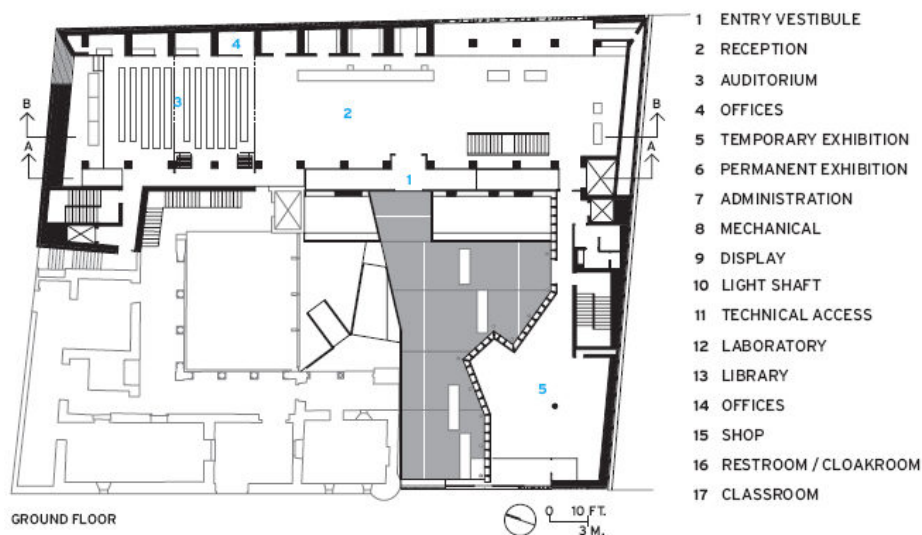 1 ENTRY VESTIBULE
2 RECEPTION
3 AUDITORIUM
4 OFFICES
5 TEMPORARY EXHIBITION
6 PERMANENT EXHIBITION
7 ADMINISTRATION
8 MECHANICAL
9 DISPLAY
10 LIGHT SHAFT
11 TECHNICAL ACCESS
12 LABORATORY
13 LIBRARY
14 OFFICES
15 SHOP
16 RESTROOM / CLOAKROOM
17 CLASSROOM
4
3
2
B
B
A
A
1
5
GROUND FLOOR
0 10 FT.
3 M.